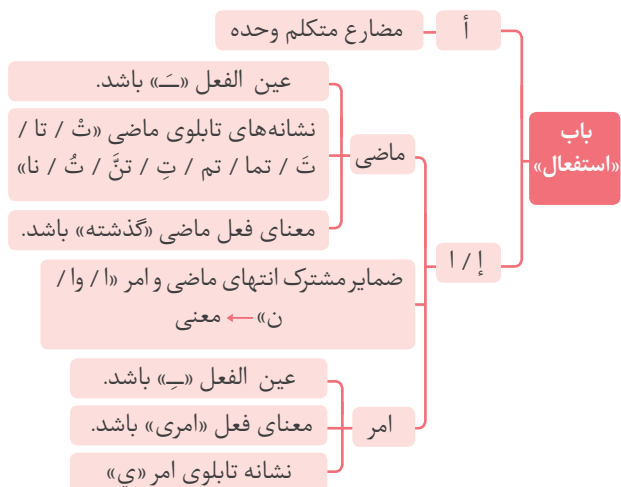 باب
«استفعال»
أ
مضارع متکلم وحده
إ / ا
ماضی
عین الفعل «ـَـ» باشد.
نشانه‌های تابلوی ماضی «تْ / تا /
تَ / تما / تم / تِ / تنَّ / تُ / نا»
معنای فعل ماضی «گذشته» باشد.
ضمایر مشترک انتهای ماضی و امر «ا / وا /
ن» ← معنی
امر
عین الفعل «ـِـ» باشد.
معنای فعل «امری» باشد.
نشانه تابلوی امر «ي»